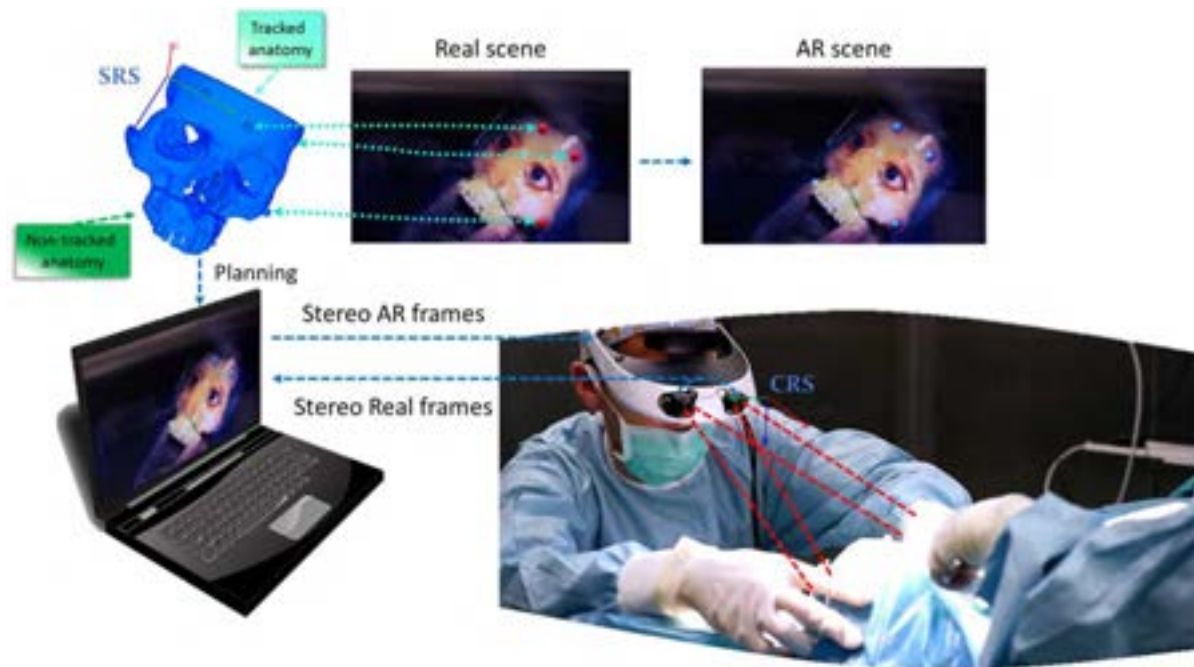 Tracked
anatomy
Real scene
AR scene
SRS
Non-tracked
anatomy
Planning
Stereo AR frames
Stereo Real frames
CRS